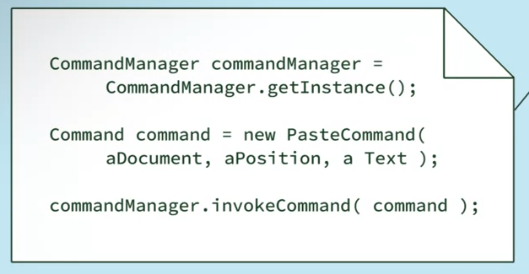 CommandManager commandManager =
CommandManager.getInstance();
Command command = new PasteCommand(
aDocument, aPosition, a Text );
commandManager.invokeCommand( command );